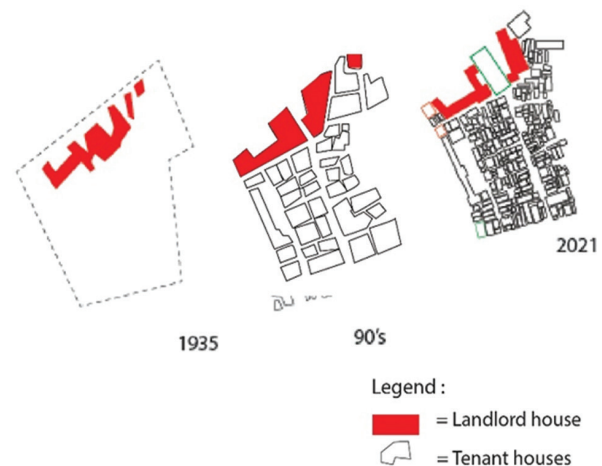 2021
1935
90's
Legend :
= Landlord house
= Tenant houses